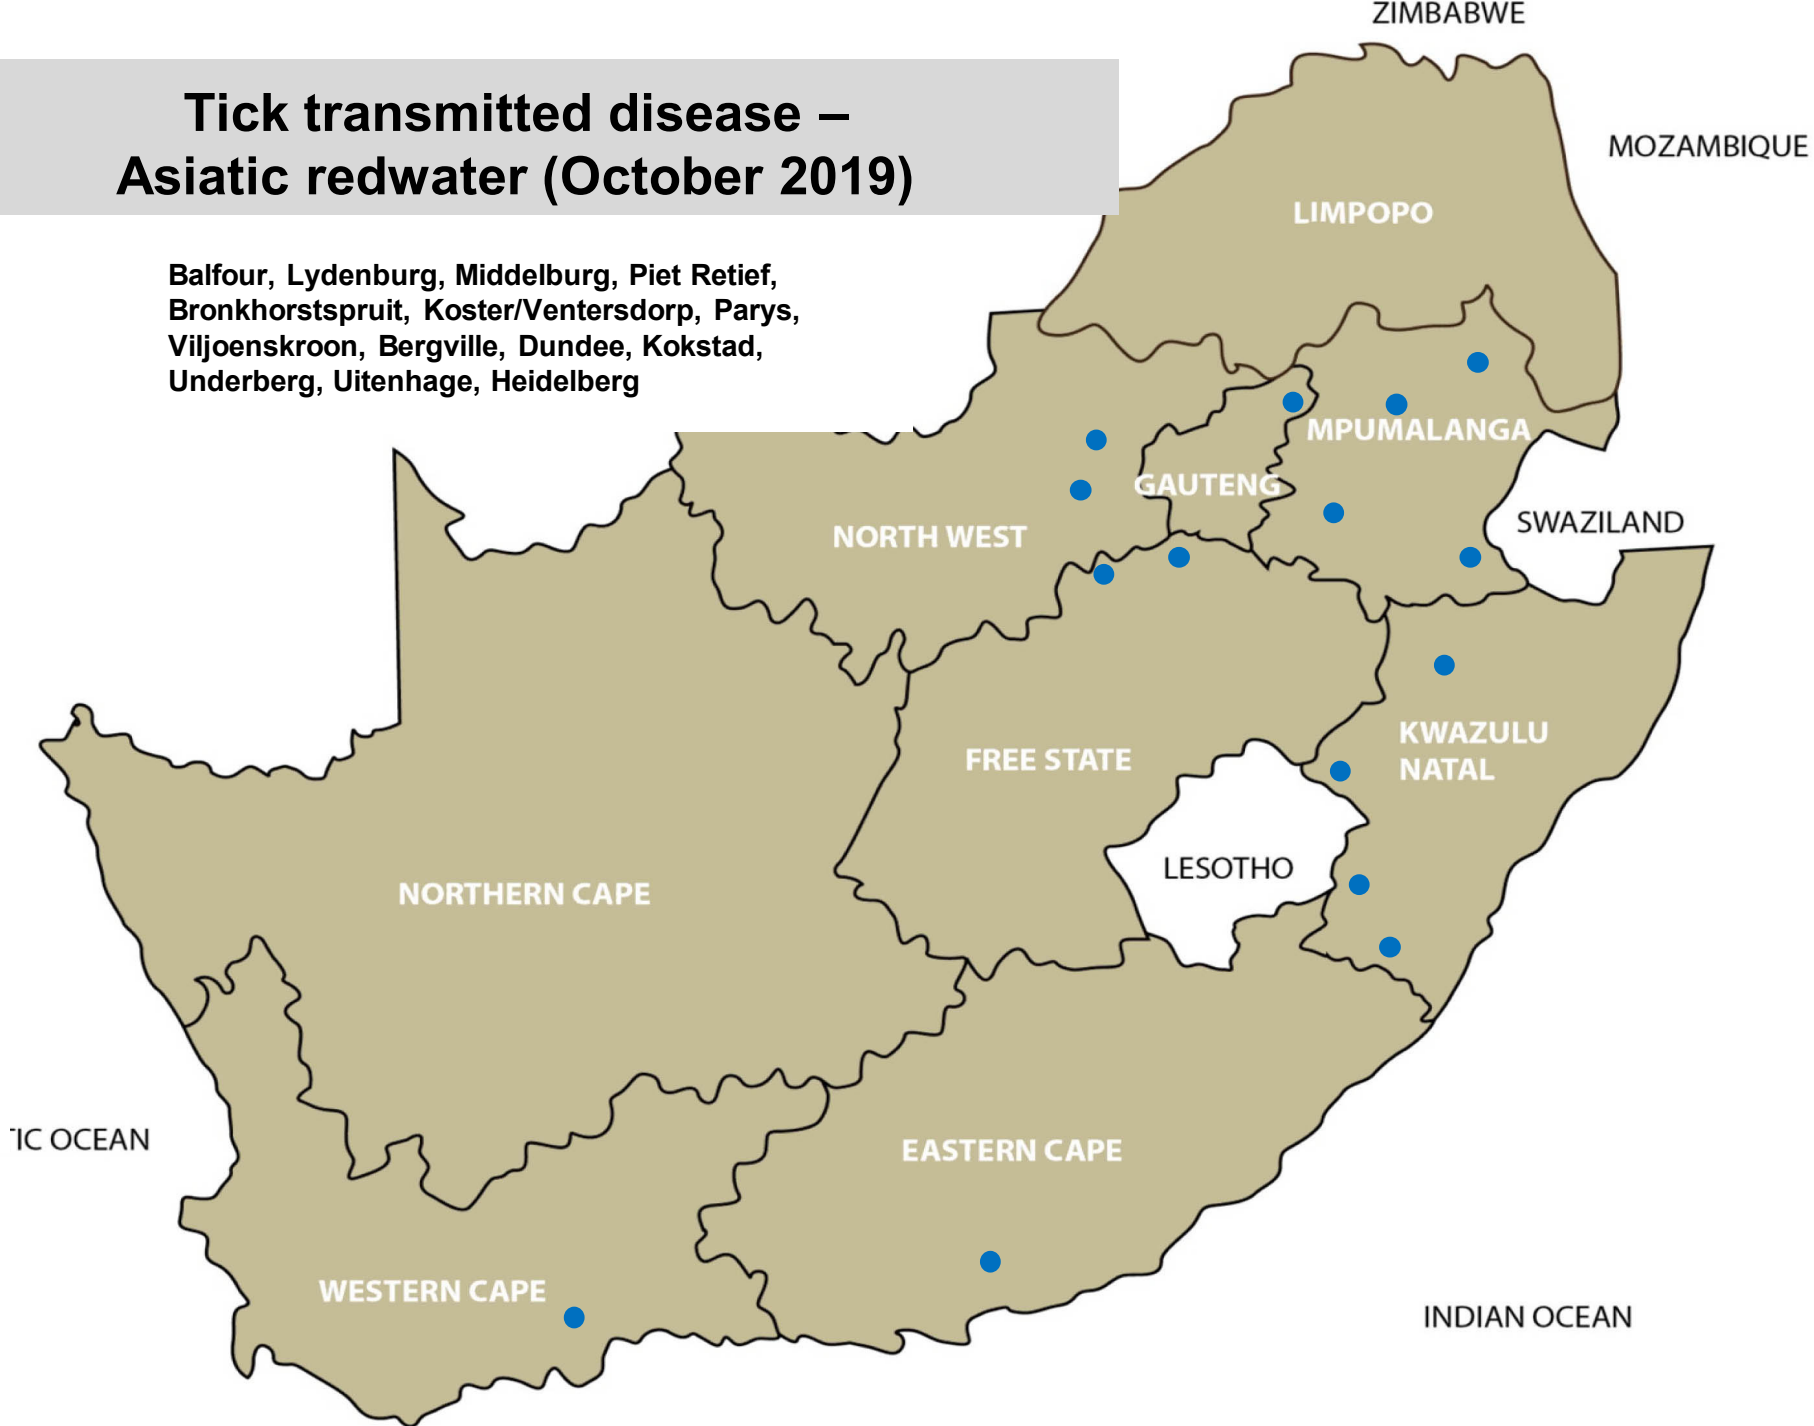 ZIMBABWE
Tick transmitted disease –
Asiatic redwater (October 2019)
MOZAMBIQUE
LIMPOPO
Balfour, Lydenburg, Middelburg, Piet Retief,
Bronkhorstspruit, Koster/Ventersdorp, Parys,
Viljoenskroon, Bergville, Dundee, Kokstad,
Underberg, Uitenhage, Heidelberg
MPUMALANGA
GAUTENG
SWAZILAND
NORTH WEST
KWAZULU
NATAL
FREE STATE
LESOTHO
NORTHERN CAPE
IC OCEAN
EASTERN CAPE
WESTERN CAPE
INDIAN OCEAN